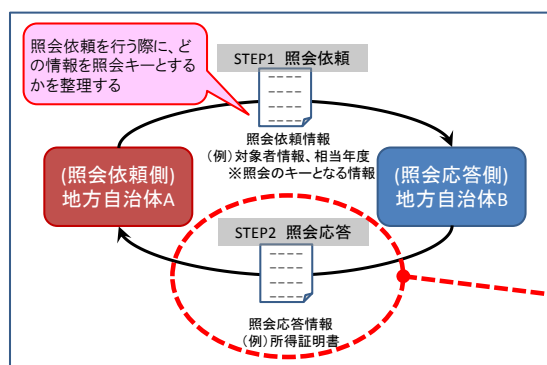 照会依頼を行う際に、ど
の情報を照会キーとする
かを整理する
STEP1 照会依頼
照会依頼情報
(例)対象者情報、相当年度
※照会のキーとなる情報
(照会依頼側)
地方自治体A
(照会応答側)
地方自治体B
STEP2 照会応答
照会応答情報
(例)所得証明書